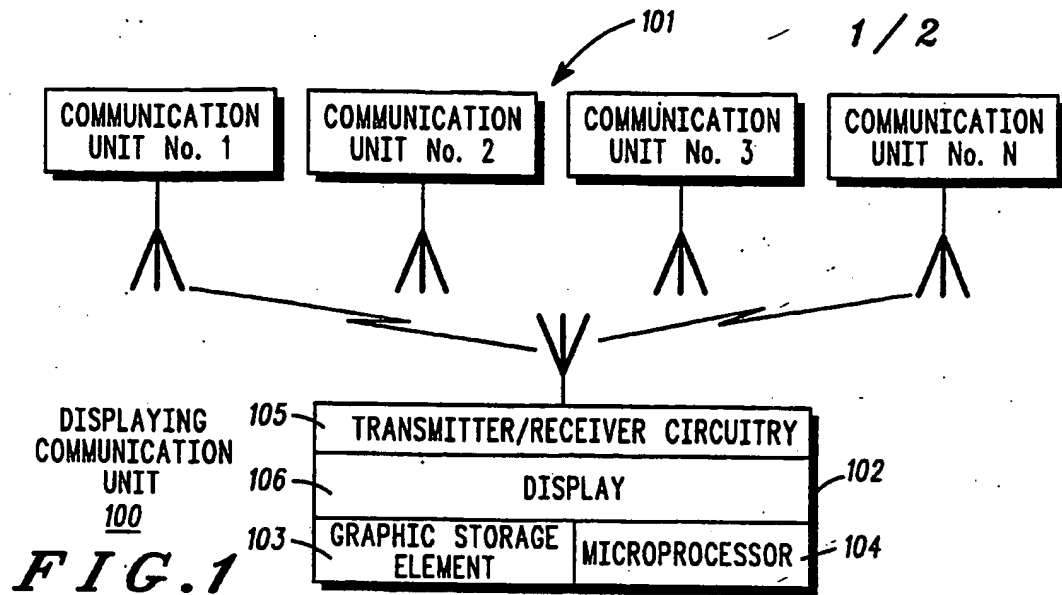 101
1/2
COMMUNICATION
UNIT No. 1
COMMUNICATION
UNIT No. 2
COMMUNICATION
UNIT No. 3
COMMUNICATION
UNIT No. N
DISPLAYING
COMMUNICATION
UNIT
100
105
TRANSMITTER/RECEIVER CIRCUITRY
106
DISPLAY
102
103
GRAPHIC STORAGE
ELEMENT
MICROPROCESSOR
104
FIG.1